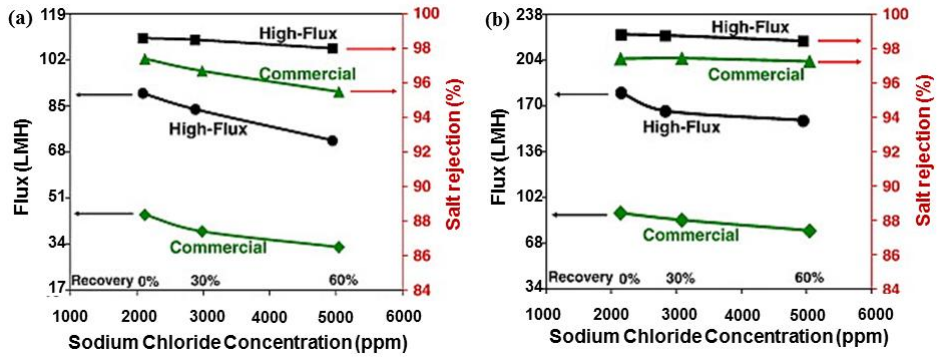 (a)
119
102
85
68
51
34
17
Flux (LMH)
High-Flux
Commercial
High-Flux
Commercial
Recovery 0% 30% 60%
100
98
96
94
92
90
88
86
84
Salt rejection (%)
1000 2000 3000 4000 5000 6000
Sodium Chloride Concentration (ppm)
(b)
238
204
170
136
102
68
34
Flux (LMH)
High-Flux
Commercial
High-Flux
Commercial
Recovery 0% 30% 60%
100
98
96
94
92
90
88
86
84
Salt rejection (%)
1000 2000 3000 4000 5000 6000
Sodium Chloride Concentration (ppm)